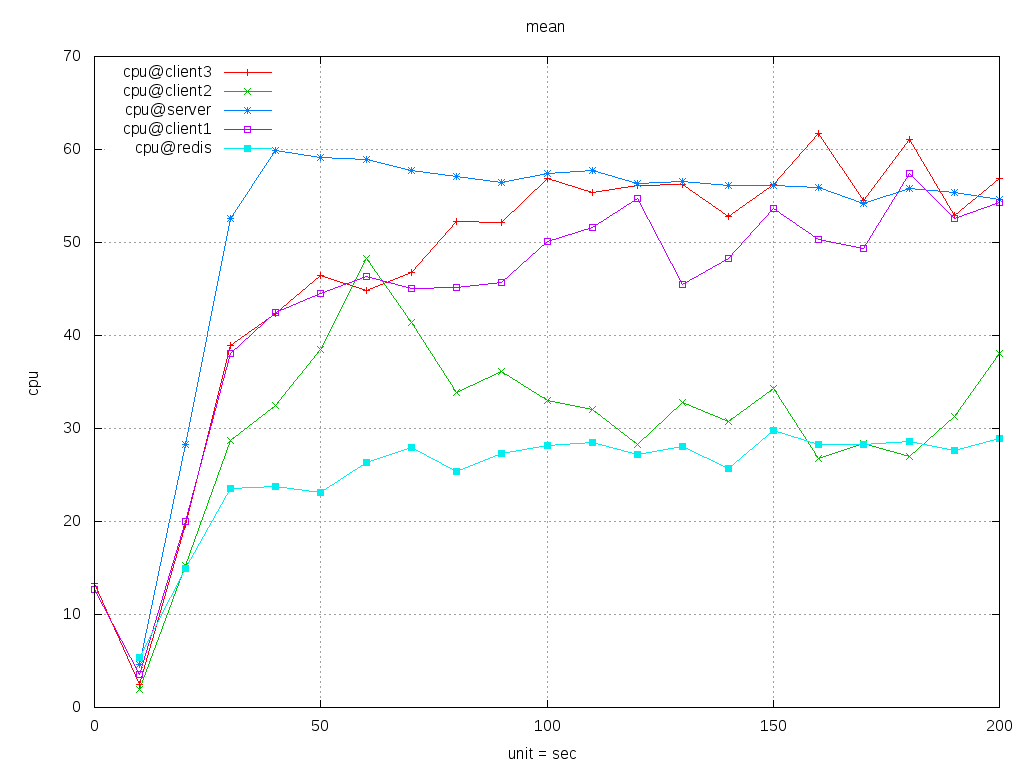 mean
70
60
50
40
30
20
10
0
cpu@client3
cpu@client2
cpu@server
cpu@client1
cpu@redis
cpu
0 50 100 150 200
unit = sec